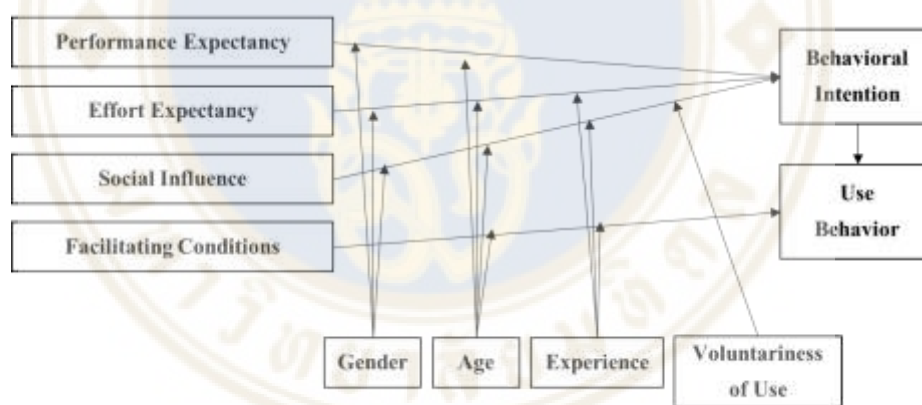 Performance Expectancy
Effort Expectancy
Social Influence
Facilitating Conditions
Behavioral
Intention
Use
Behavior
Gender
Age
Experience
Voluntariness
of Use